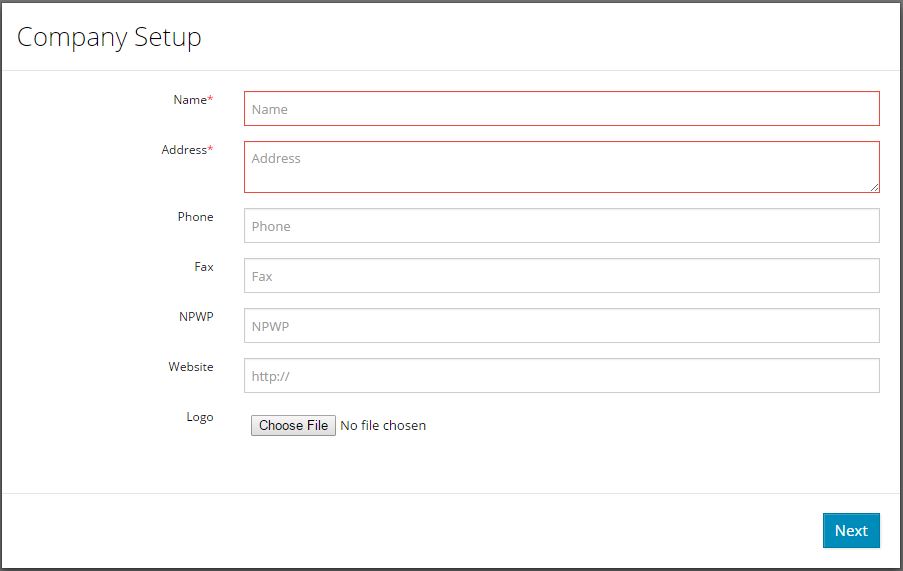 Company Setup
Name* Name
Address* Address
Phone Phone
Fax Fax
NPWP NPWP
Website http://
Logo Choose File No file chosen
Next